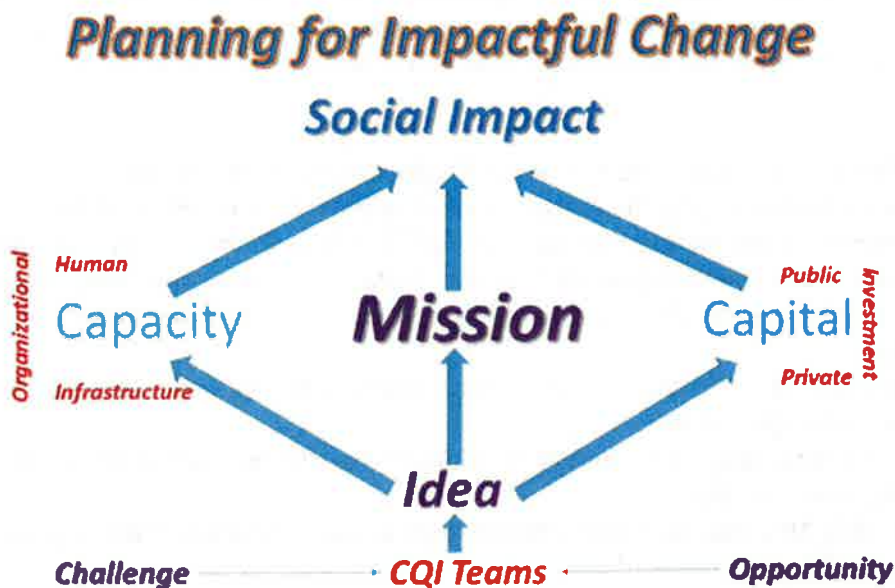 Planning for Impactful Change
Social Impact
Organizational
Human
Capacity
Infrastructure
Mission
Public
Capital
Private
Investment
Idea
Challenge
CQI Teams
Opportunity